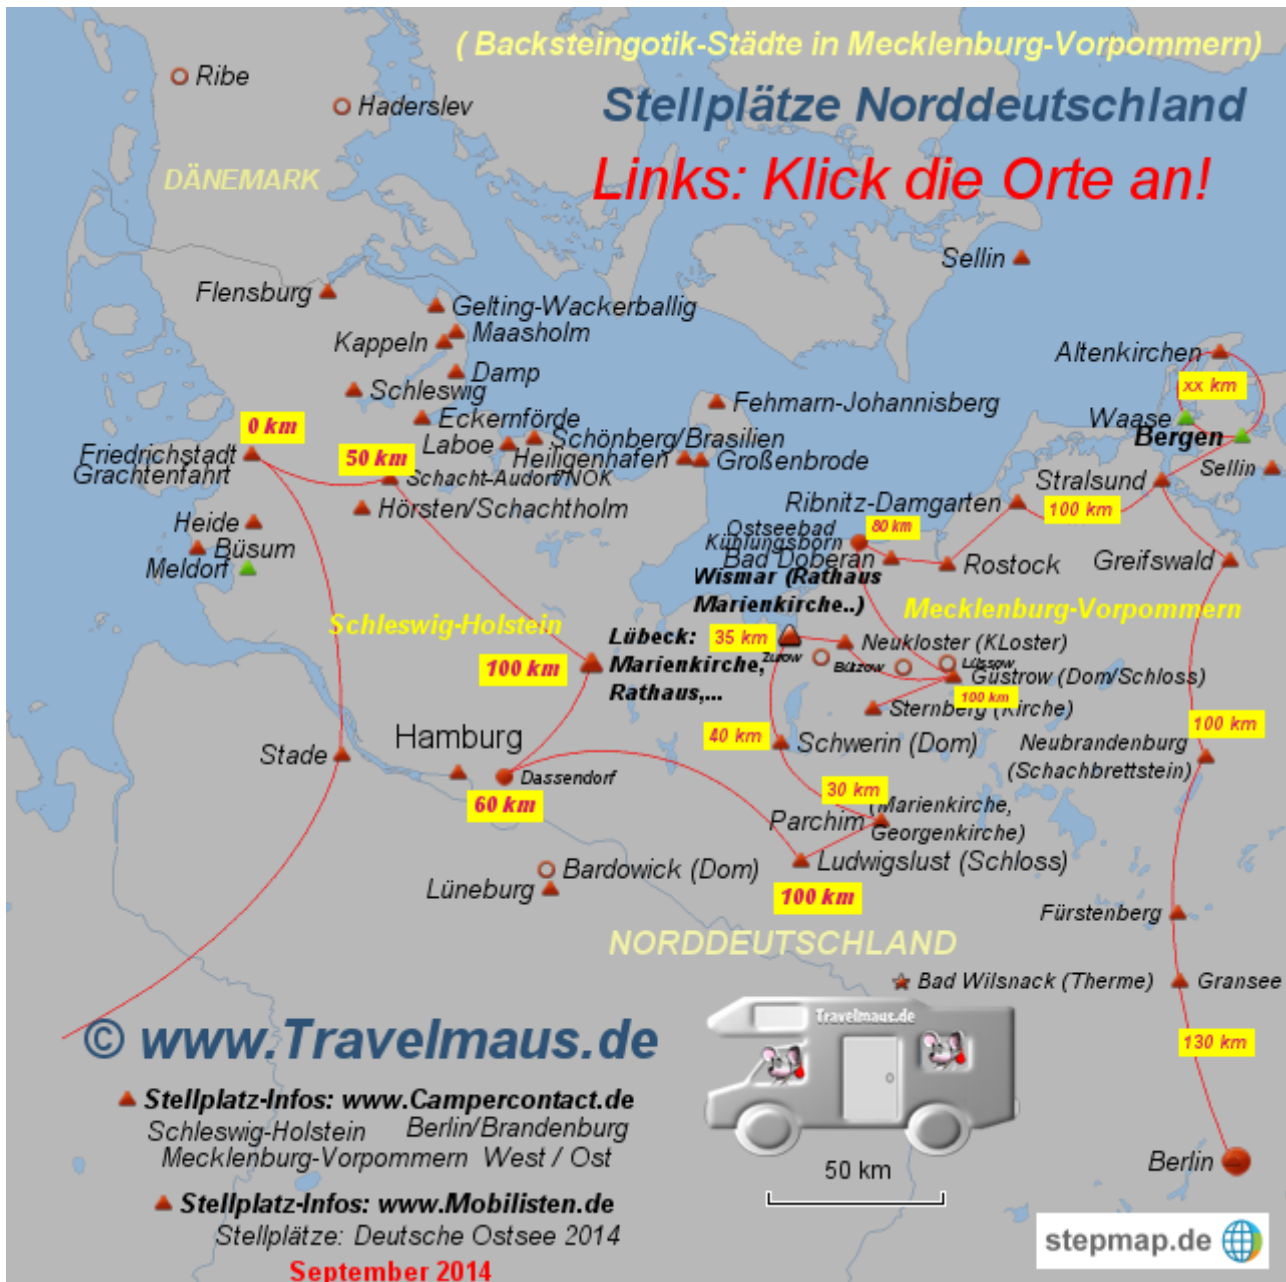 ( Backsteingotik-Städte in Mecklenburg-Vorpommern)
Ribe
Haderslev
Stellplätze Norddeutschland
DÄNEMARK
Links: Klick die Orte an!
Sellin
Flensburg
Gelting-Wackerballig
Maasholm
Kappeln
Altenkirchen
Damp
xx km
Schleswig
Fehmarn-Johannisberg
Eckernförde
Waase
0 km
Bergen
Laboe
Schönberg/Brasilien
Friedrichstadt
50 km
Heiligenhafen
Großenbrode
Sellin
Grachtenfahrt
Schacht-Audorf/NOK
Stralsund
Hörsten/Schachtholm
Ribnitz-Damgarten
100 km
Heide
Ostseebad
80 km
Büsum
Kühlungsborn
Meldorf
Bad Doberan
Rostock
Greifswald
Wismar (Rathaus
Marienkirche..)
Mecklenburg-Vorpommern
Schleswig-Holstein
Lübeck:
35 km
Neukloster (KLoster)
Zurow
Bützow
Lüssow
100 km
Marienkirche,
Güstrow (Dom/Schloss)
Rathaus,...
100 km
Sternberg (Kirche)
Hamburg
40 km
Schwerin (Dom)
100 km
Stade
Neubrandenburg
(Schachbrettstein)
Dassendorf
60 km
30 km
(Marienkirche,
Parchim
Georgenkirche)
Bardowick (Dom)
Ludwigslust (Schloss)
Lüneburg
100 km
Fürstenberg
NORDDEUTSCHLAND
Bad Wilsnack (Therme)
Gransee
Travelmaus.de
© www.Travelmaus.de
130 km
Stellplatz-Infos: www.Campercontact.de
Schleswig-Holstein Berlin/Brandenburg
Mecklenburg-Vorpommern West / Ost
Berlin
50 km
Stellplatz-Infos: www.Mobilisten.de
Stellplätze: Deutsche Ostsee 2014
stepmap.de
September 2014